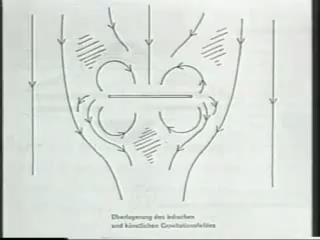 Überlagerung des irdischen
und künstlichen Gravitationsfeldes